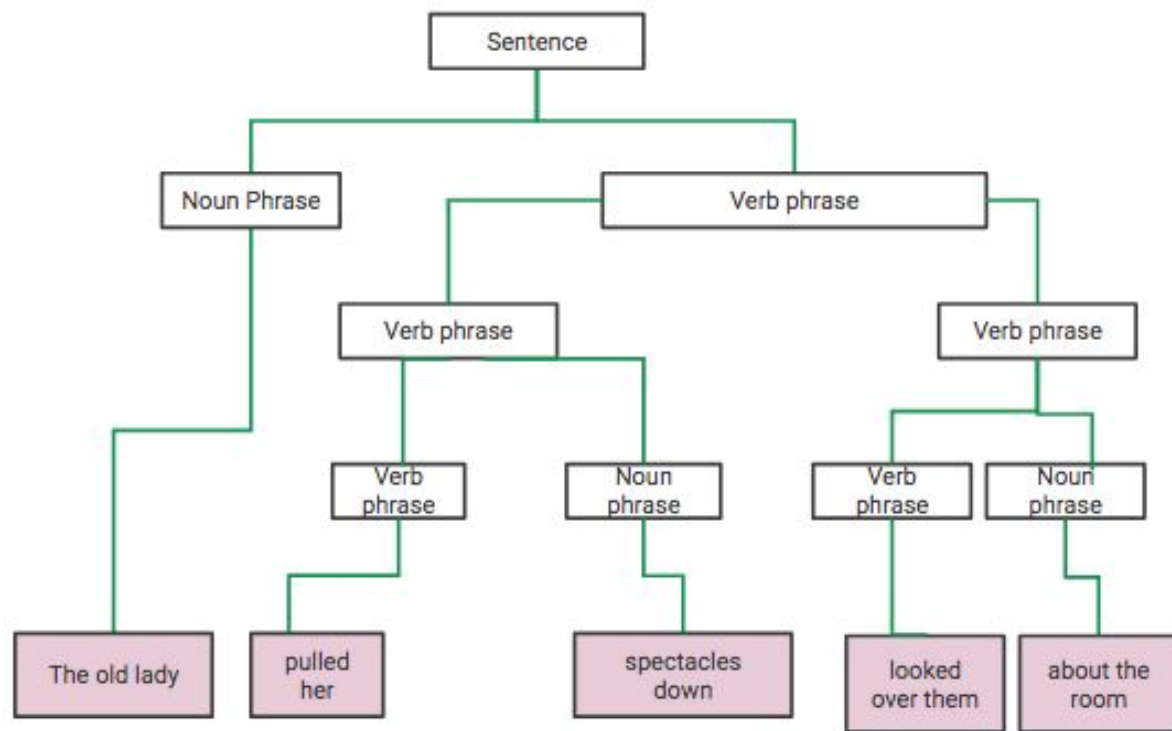 Sentence
Noun Phrase
Verb phrase
Verb phrase
Verb phrase
Verb
phrase
Noun
phrase
Verb
phrase
Noun
phrase
The old lady
pulled
her
spectacles
down
looked
over them
about the
room